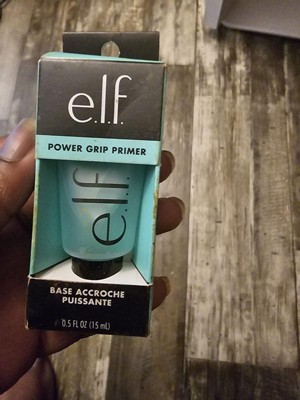 e.l.f.
POWER GRIP PRIMER
e.l.f.
BASE ACCROCHE
PUISSANTE
0.5 FL OZ (15 mL)